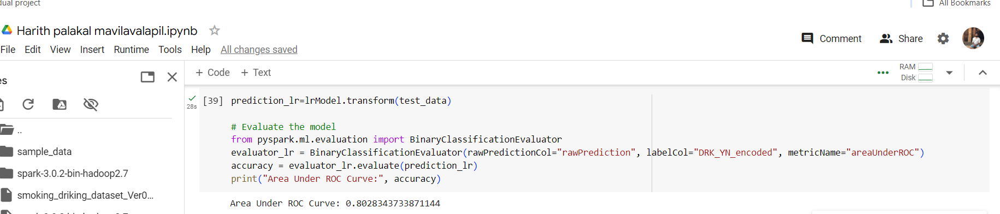 dual project
All Bookmarks
Harith palakal mavilavalapil.ipynb
File Edit View Insert Runtime Tools Help All changes saved
Comment
Share
es
+ Code + Text
RAM
Disk
28s
[39] prediction_lr=lrModel.transform(test_data)
# Evaluate the model
from pyspark.ml.evaluation import BinaryClassificationEvaluator
evaluator_lr = BinaryClassificationEvaluator(rawPredictionCol="rawPrediction", labelCol="DRK_YN_encoded", metricName="areaUnderROC")
accuracy = evaluator_lr.evaluate(prediction_lr)
print("Area Under ROC Curve:", accuracy)
Area Under ROC Curve: 0.8028343733871144
..
sample_data
spark-3.0.2-bin-hadoop2.7
smoking_driking_dataset_Ver0...